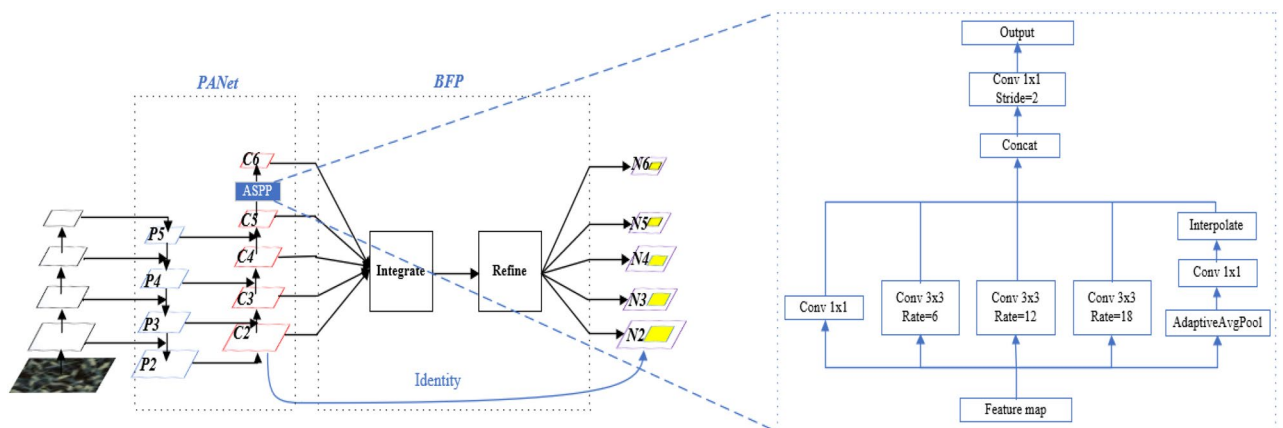 PANet
BFP
C6
ASPP
C5
C4
C3
C2
P5
P4
P3
P2
Integrate
Refine
N6
N5
N4
N3
N2
Identity
Output
Conv 1x1
Stride=2
Concat
Interpolate
Conv 1x1
AdaptiveAvgPool
Conv 1x1
Conv 3x3
Rate=6
Conv 3x3
Rate=12
Conv 3x3
Rate=18
Feature map